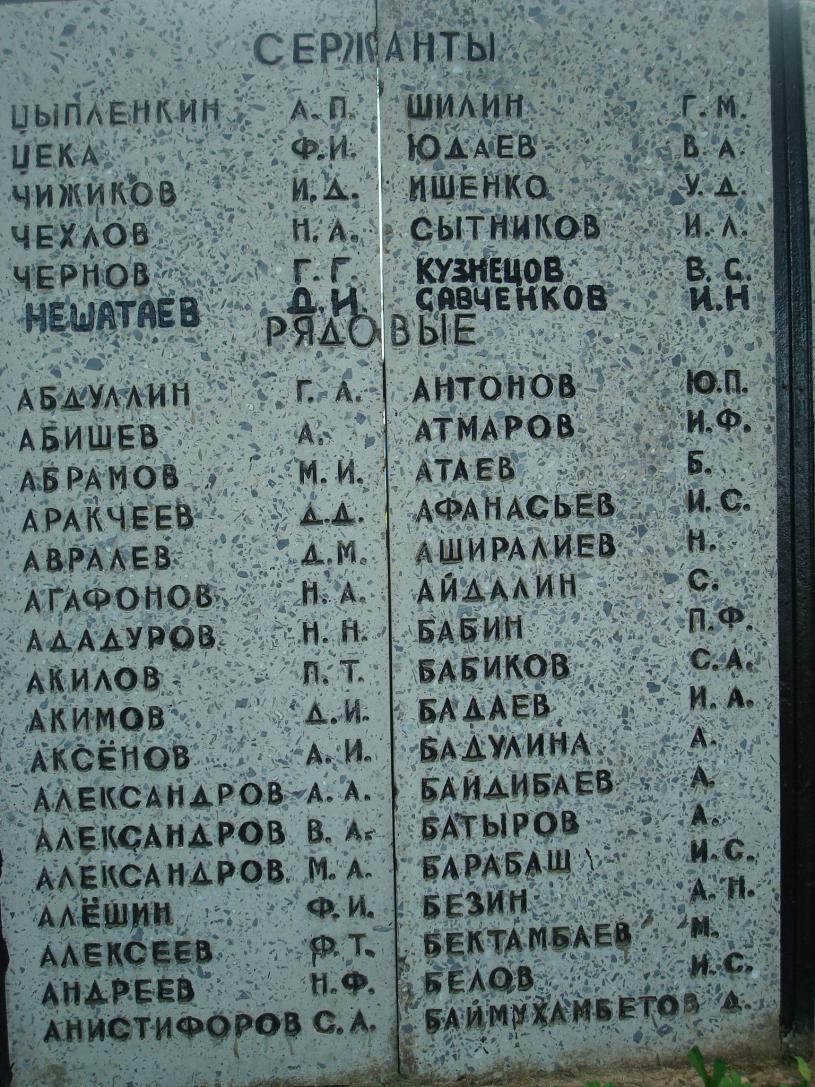 СЕРЖАНТЫ
ЦЫПЛЕНКИН А. П.
ЦЕКА Ф.И.
ЧИЖИКОВ И.Д.
ЧЕХЛОВ Н. А.
ЧЕРНОВ Г. Г.
НЕШАТАЕВ Д.И.
ШИЛИН Г. М.
ЮДАЕВ В А.
ИШЕНКО У. Д.
СЫТНИКОВ И. Л.
КУЗНЕЦОВ В. С.
САВЧЕНКОВ И.Н
РЯДОВЫЕ
АБДУЛЛИН Г. А.
АБИШЕВ А.
АБРАМОВ М. И.
АРАКЧЕЕВ Д.Д.
АВРАЛЕВ Д.М.
АГАФОНОВ Н. А.
АДАДУРОВ Н. Н.
АКИЛОВ П. Т.
АКИМОВ Д.И.
АКСЁНОВ А. И.
АЛЕКСАНДРОВ А. А.
АЛЕКСАНДРОВ В. А.
АЛЕКСАНДРОВ М. А.
АЛЁШИН Ф. И.
АЛЕКСЕЕВ Ф. Т.
АНДРЕЕВ Н.Ф.
АНИСТИФОРОВ С. А.
АНТОНОВ Ю.П.
АТМАРОВ И.Ф.
АТАЕВ Б.
АФАНАСЬЕВ И. С.
АШИРАЛИЕВ Н.
АЙДАЛИН С.
БАБИН П.Ф.
БАБИКОВ С.А.
БАДАЕВ И. А.
БАДУЛИНА А.
БАЙДИБАЕВ А.
БАТЫРОВ А.
БАРАБАШ И.С.
БЕЗИН А. Н.
БЕКТАМБАЕВ М.
БЕЛОВ И. С.
БАЙМУХАМБЕТОВ Д.